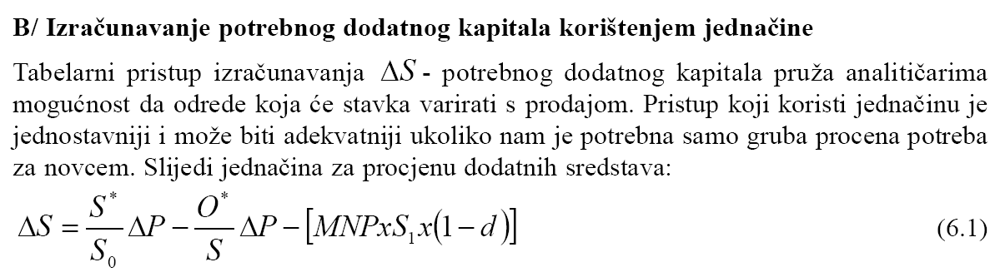 B/ Izračunavanje potrebnog dodatnog kapitala korištenjem jednačine
Tabelarni pristup izračunavanja ΔS - potrebnog dodatnog kapitala pruža analitičarima
mogućnost da odrede koja će stavka varirati s prodajom. Pristup koji koristi jednačinu je
jednostavniji i može biti adekvatniji ukoliko nam je potrebna samo gruba procena potreba
za novcem. Slijedi jednačina za procjenu dodatnih sredstava:
ΔS = S*/S₀ ΔP − O*/S ΔP − [MNPxS₁x(1 − d)] (6.1)